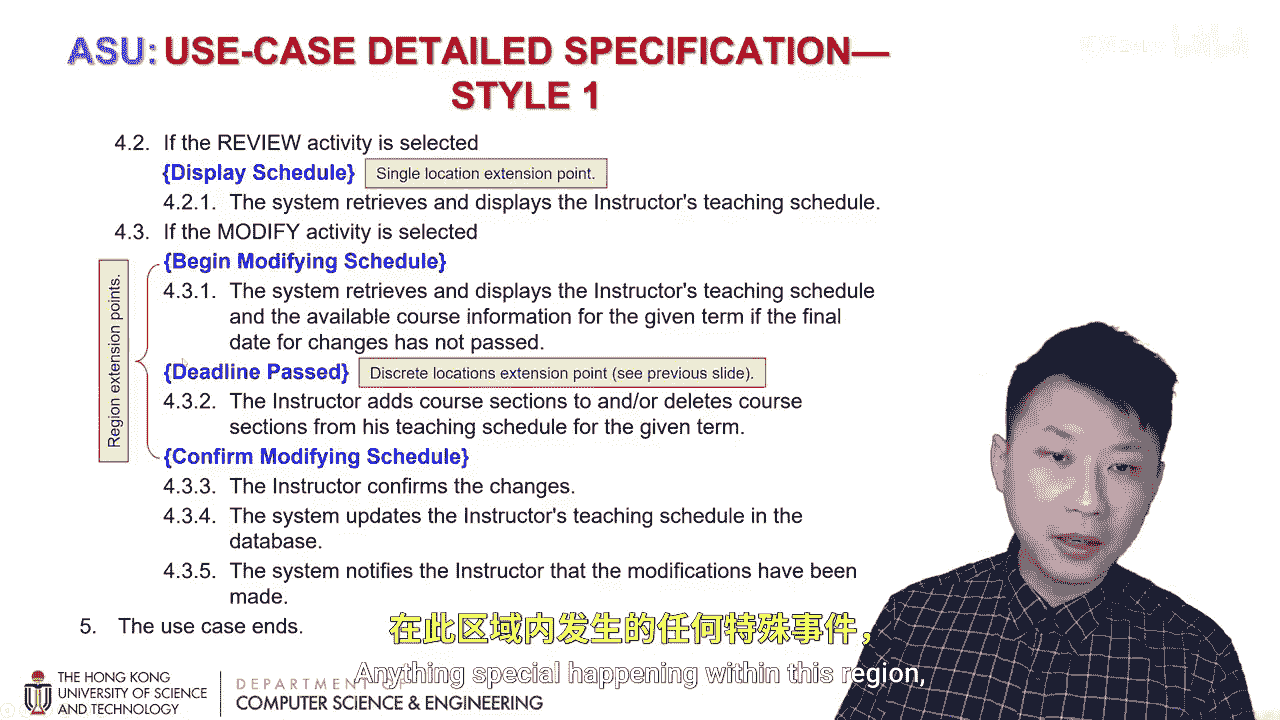 ASU: USE-CASE DETAILED SPECIFICATION—
STYLE 1
4.2. If the REVIEW activity is selected
{Display Schedule} Single location extension point.
4.2.1. The system retrieves and displays the Instructor's teaching schedule.
4.3. If the MODIFY activity is selected
{Begin Modifying Schedule}
Region extension points.
4.3.1. The system retrieves and displays the Instructor's teaching schedule
and the available course information for the given term if the final
date for changes has not passed.
{Deadline Passed} Discrete locations extension point (see previous slide).
4.3.2. The Instructor adds course sections to and/or deletes course
sections from his teaching schedule for the given term.
{Confirm Modifying Schedule}
4.3.3. The Instructor confirms the changes.
4.3.4. The system updates the Instructor's teaching schedule in the
database.
4.3.5. The system notifies the Instructor that the modifications have been
made.
5. The use case ends.
在此区域内发生的任何特殊事件，
Anything special happening within this region,
THE HONG KONG
UNIVERSITY OF SCIENCE
AND TECHNOLOGY
DEPARTMENT OF
COMPUTER SCIENCE & ENGINEERING